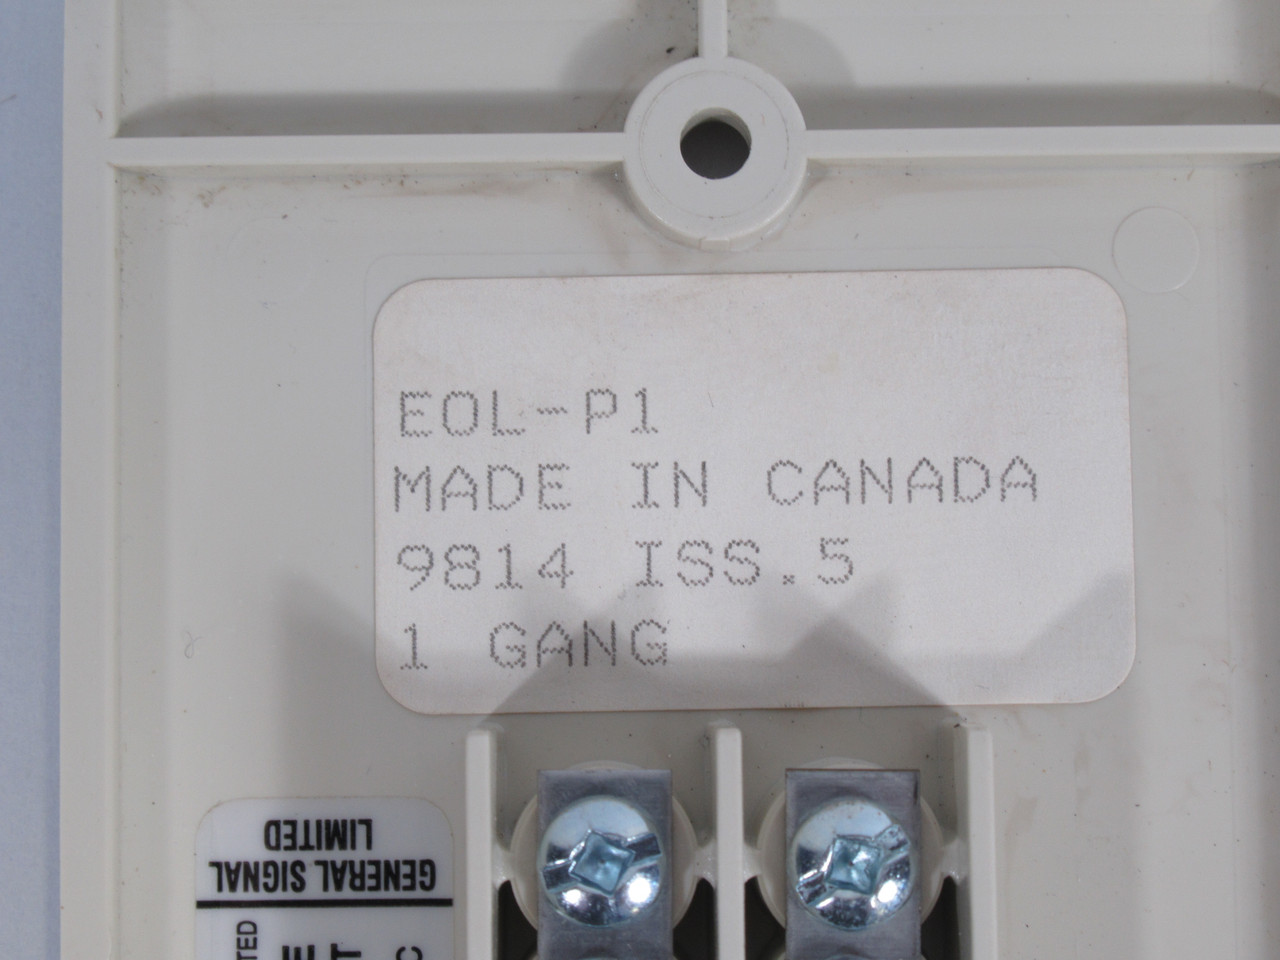 EOL-P1
MADE IN CANADA
9814 ISS.5
1 GANG
GENERAL SIGNAL
LIMITED